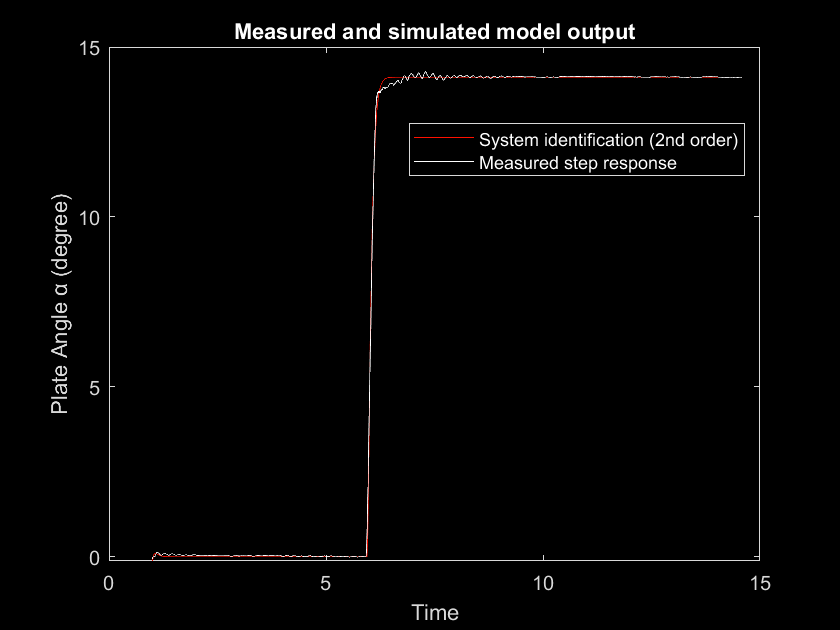 Measured and simulated model output
15
10
5
0
Plate Angle α (degree)
System identification (2nd order)
Measured step response
0
5
10
15
Time